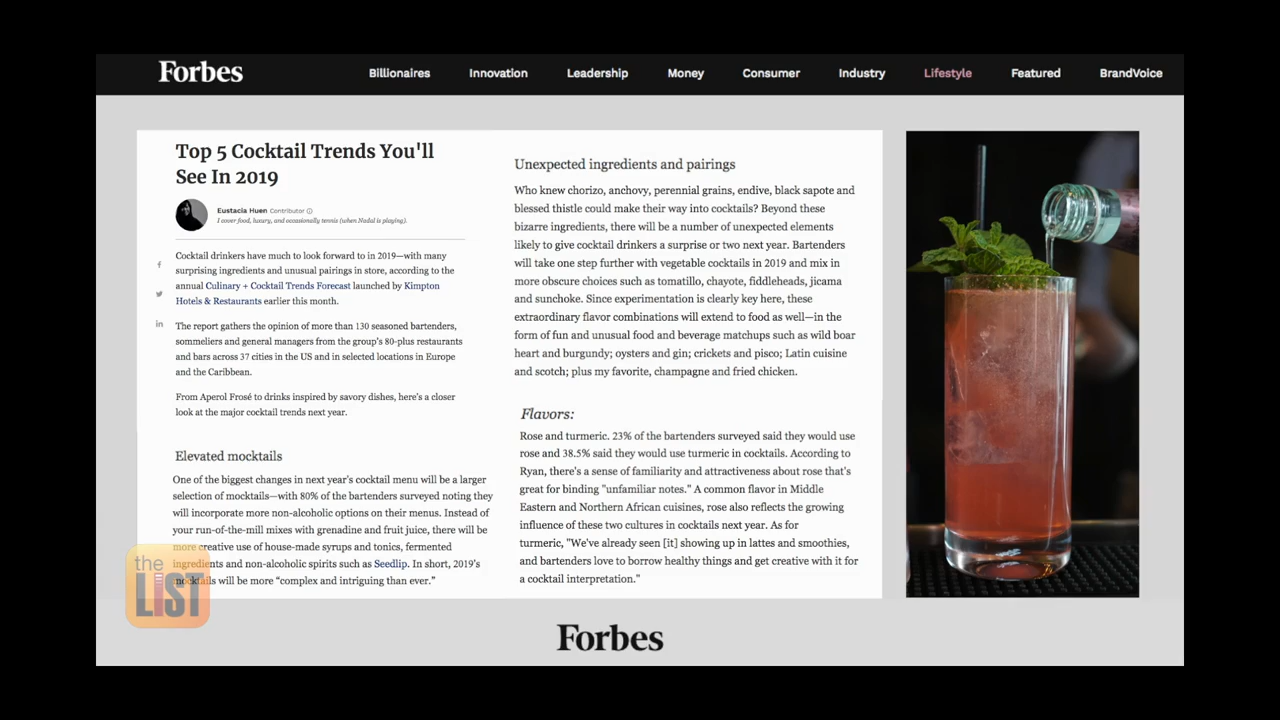 Forbes
Billionaires Innovation Leadership Money Consumer Industry Lifestyle Featured BrandVoice
Top 5 Cocktail Trends You'll
See In 2019
Eustacia Huen Contributor
I cover food, luxury, and occasionally tennis (when Nadal is playing).
Cocktail drinkers have much to look forward to in 2019—with many
surprising ingredients and unusual pairings in store, according to the
annual Culinary + Cocktail Trends Forecast launched by Kimpton
Hotels & Restaurants earlier this month.
The report gathers the opinion of more than 130 seasoned bartenders,
sommeliers and general managers from the group's 80-plus restaurants
and bars across 37 cities in the US and in selected locations in Europe
and the Caribbean.
From Aperol Frosé to drinks inspired by savory dishes, here's a closer
look at the major cocktail trends next year.
Elevated mocktails
One of the biggest changes in next year's cocktail menu will be a larger
selection of mocktails—with 80% of the bartenders surveyed noting they
will incorporate more non-alcoholic options on their menus. Instead of
your run-of-the-mill mixes with grenadine and fruit juice, there will be
more creative use of house-made syrups and tonics, fermented
ingredients and non-alcoholic spirits such as Seedlip. In short, 2019's
mocktails will be more “complex and intriguing than ever.”
Unexpected ingredients and pairings
Who knew chorizo, anchovy, perennial grains, endive, black sapote and
blessed thistle could make their way into cocktails? Beyond these
bizarre ingredients, there will be a number of unexpected elements
likely to give cocktail drinkers a surprise or two next year. Bartenders
will take one step further with vegetable cocktails in 2019 and mix in
more obscure choices such as tomatillo, chayote, fiddleheads, jicama
and sunchoke. Since experimentation is clearly key here, these
extraordinary flavor combinations will extend to food as well—in the
form of fun and unusual food and beverage matchups such as wild boar
heart and burgundy; oysters and gin; crickets and pisco; Latin cuisine
and scotch; plus my favorite, champagne and fried chicken.
Flavors:
Rose and turmeric. 23% of the bartenders surveyed said they would use
rose and 38.5% said they would use turmeric in cocktails. According to
Ryan, there's a sense of familiarity and attractiveness about rose that's
great for binding "unfamiliar notes." A common flavor in Middle
Eastern and Northern African cuisines, rose also reflects the growing
influence of these two cultures in cocktails next year. As for
turmeric, "We've already seen [it] showing up in lattes and smoothies,
and bartenders love to borrow healthy things and get creative with it for
a cocktail interpretation."
the
LIST
Forbes